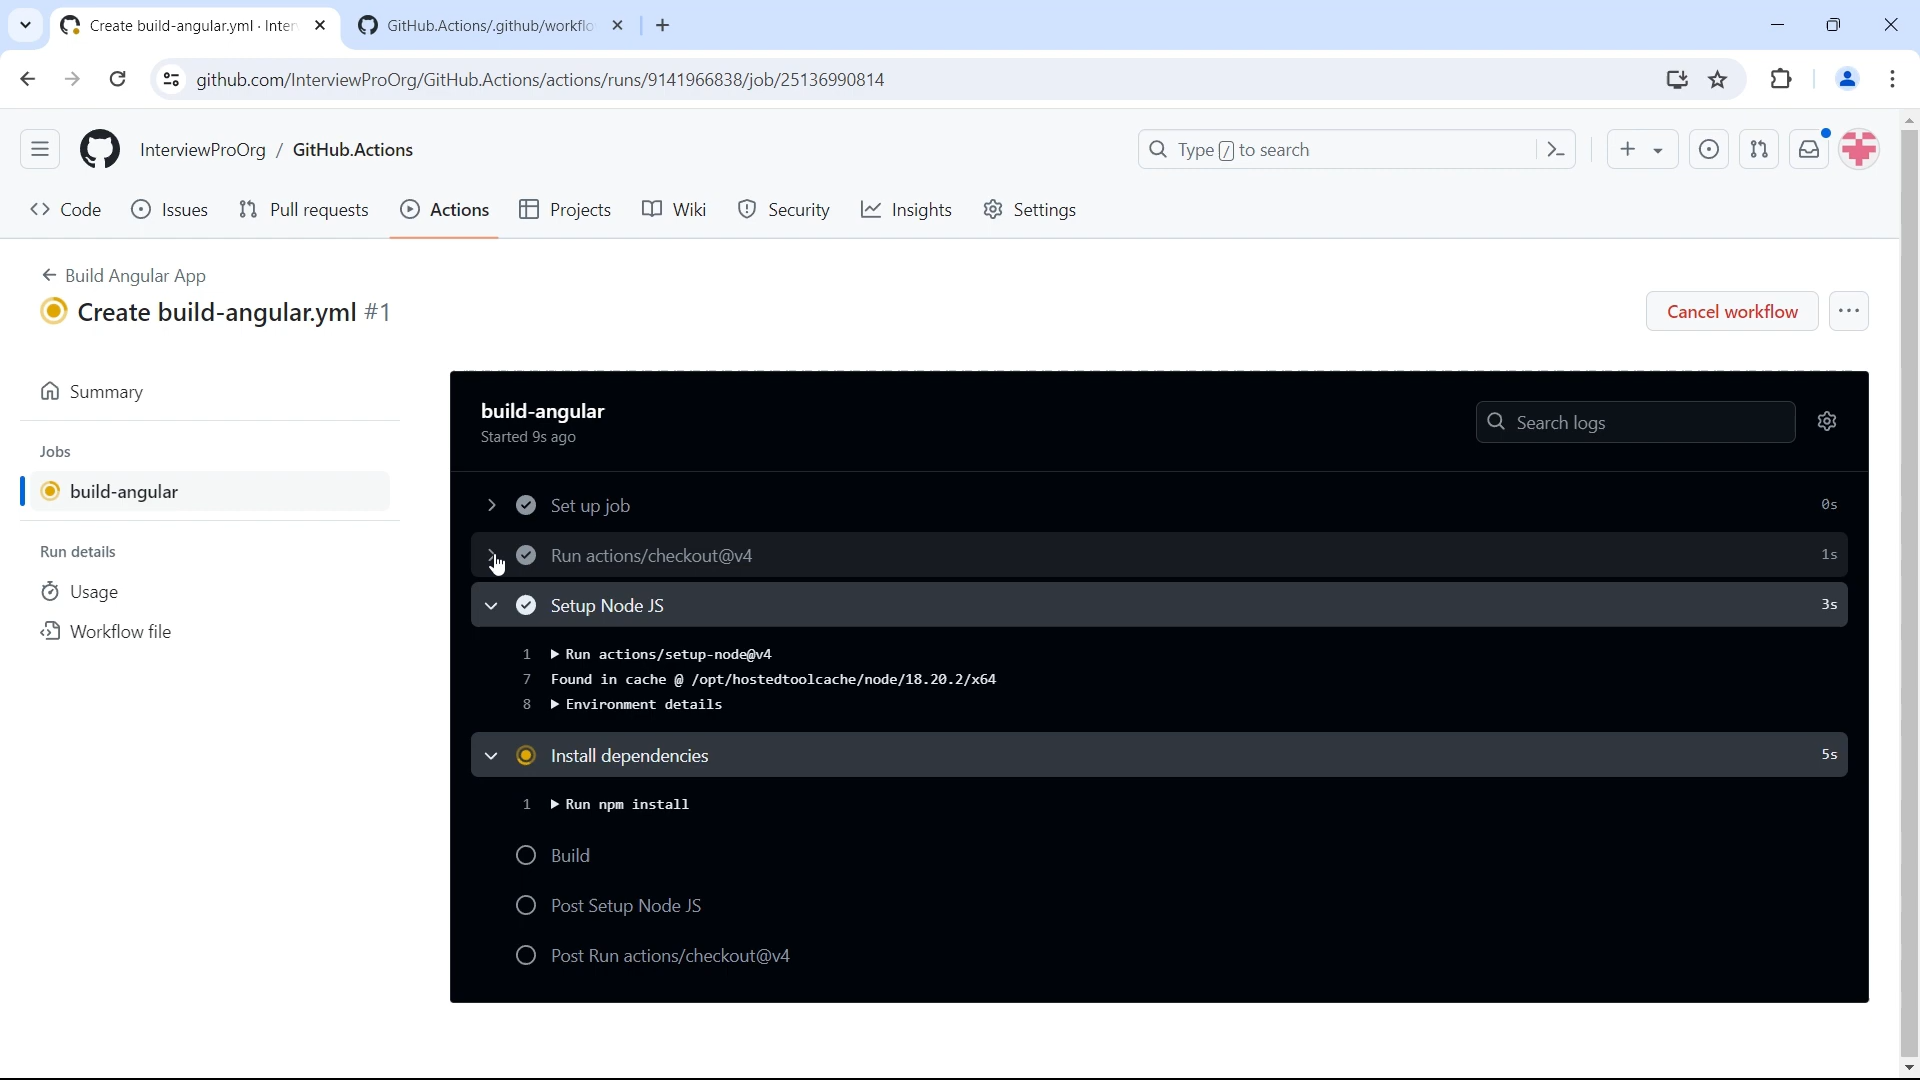 Create build-angular.yml · Inter
GitHub.Actions/.github/workflo
github.com/InterviewProOrg/GitHub.Actions/actions/runs/9141966838/job/25136990814
InterviewProOrg / GitHub.Actions
Type / to search
Code
Issues
Pull requests
Actions
Projects
Wiki
Security
Insights
Settings
Build Angular App
Create build-angular.yml #1
Cancel workflow
Summary
Jobs
build-angular
Run details
Usage
Workflow file
build-angular
Started 9s ago
Search logs
Set up job 0s
Run actions/checkout@v4 1s
Setup Node JS 3s
1 Run actions/setup-node@v4
7 Found in cache @ /opt/hostedtoolcache/node/18.20.2/x64
8 Environment details
Install dependencies 5s
1 Run npm install
Build
Post Setup Node JS
Post Run actions/checkout@v4